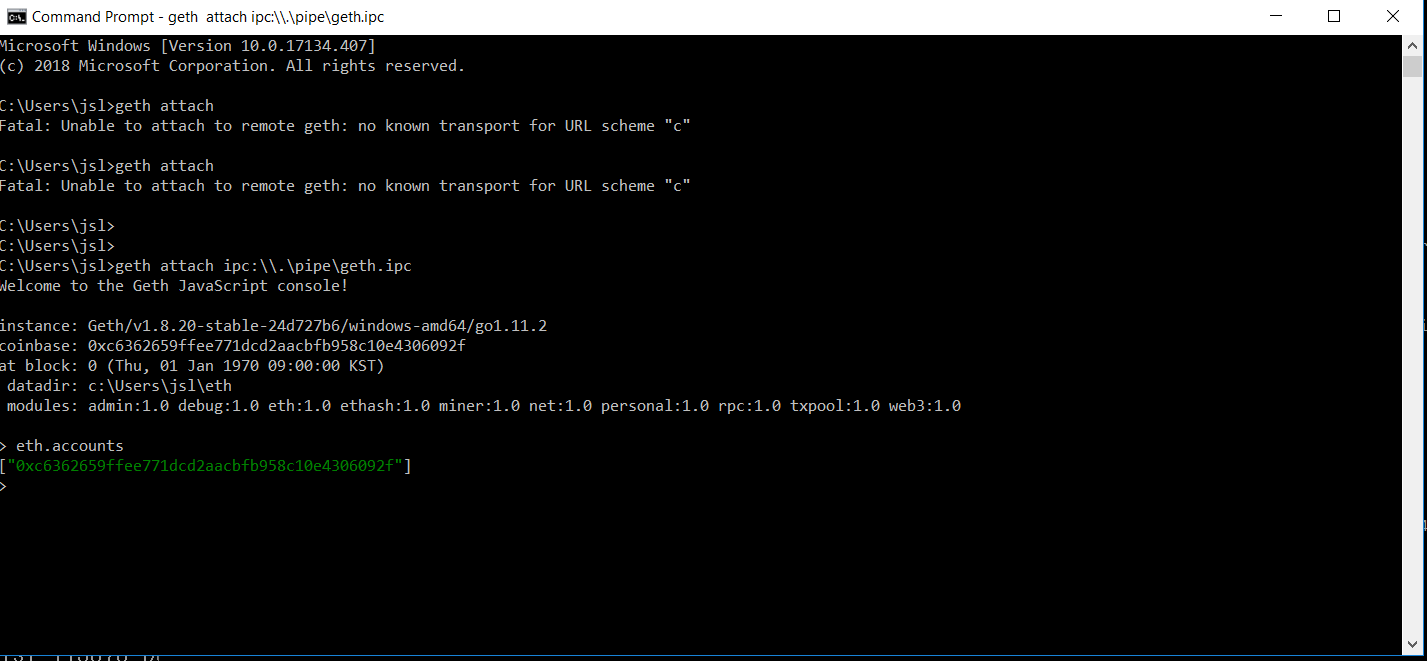 Command Prompt - geth  attach ipc:\\.\pipe\geth.ipc
Microsoft Windows [Version 10.0.17134.407]
(c) 2018 Microsoft Corporation. All rights reserved.
C:\Users\jsl>geth attach
Fatal: Unable to attach to remote geth: no known transport for URL scheme "c"
C:\Users\jsl>geth attach
Fatal: Unable to attach to remote geth: no known transport for URL scheme "c"
C:\Users\jsl>
C:\Users\jsl>
C:\Users\jsl>geth attach ipc:\\.\pipe\geth.ipc
Welcome to the Geth JavaScript console!
instance: Geth/v1.8.20-stable-24d727b6/windows-amd64/go1.11.2
coinbase: 0xc6362659ffee771dcd2aacbfb958c10e4306092f
at block: 0 (Thu, 01 Jan 1970 09:00:00 KST)
 datadir: c:\Users\jsl\eth
 modules: admin:1.0 debug:1.0 eth:1.0 ethash:1.0 miner:1.0 net:1.0 personal:1.0 rpc:1.0 txpool:1.0 web3:1.0
> eth.accounts
["0xc6362659ffee771dcd2aacbfb958c10e4306092f"]
>